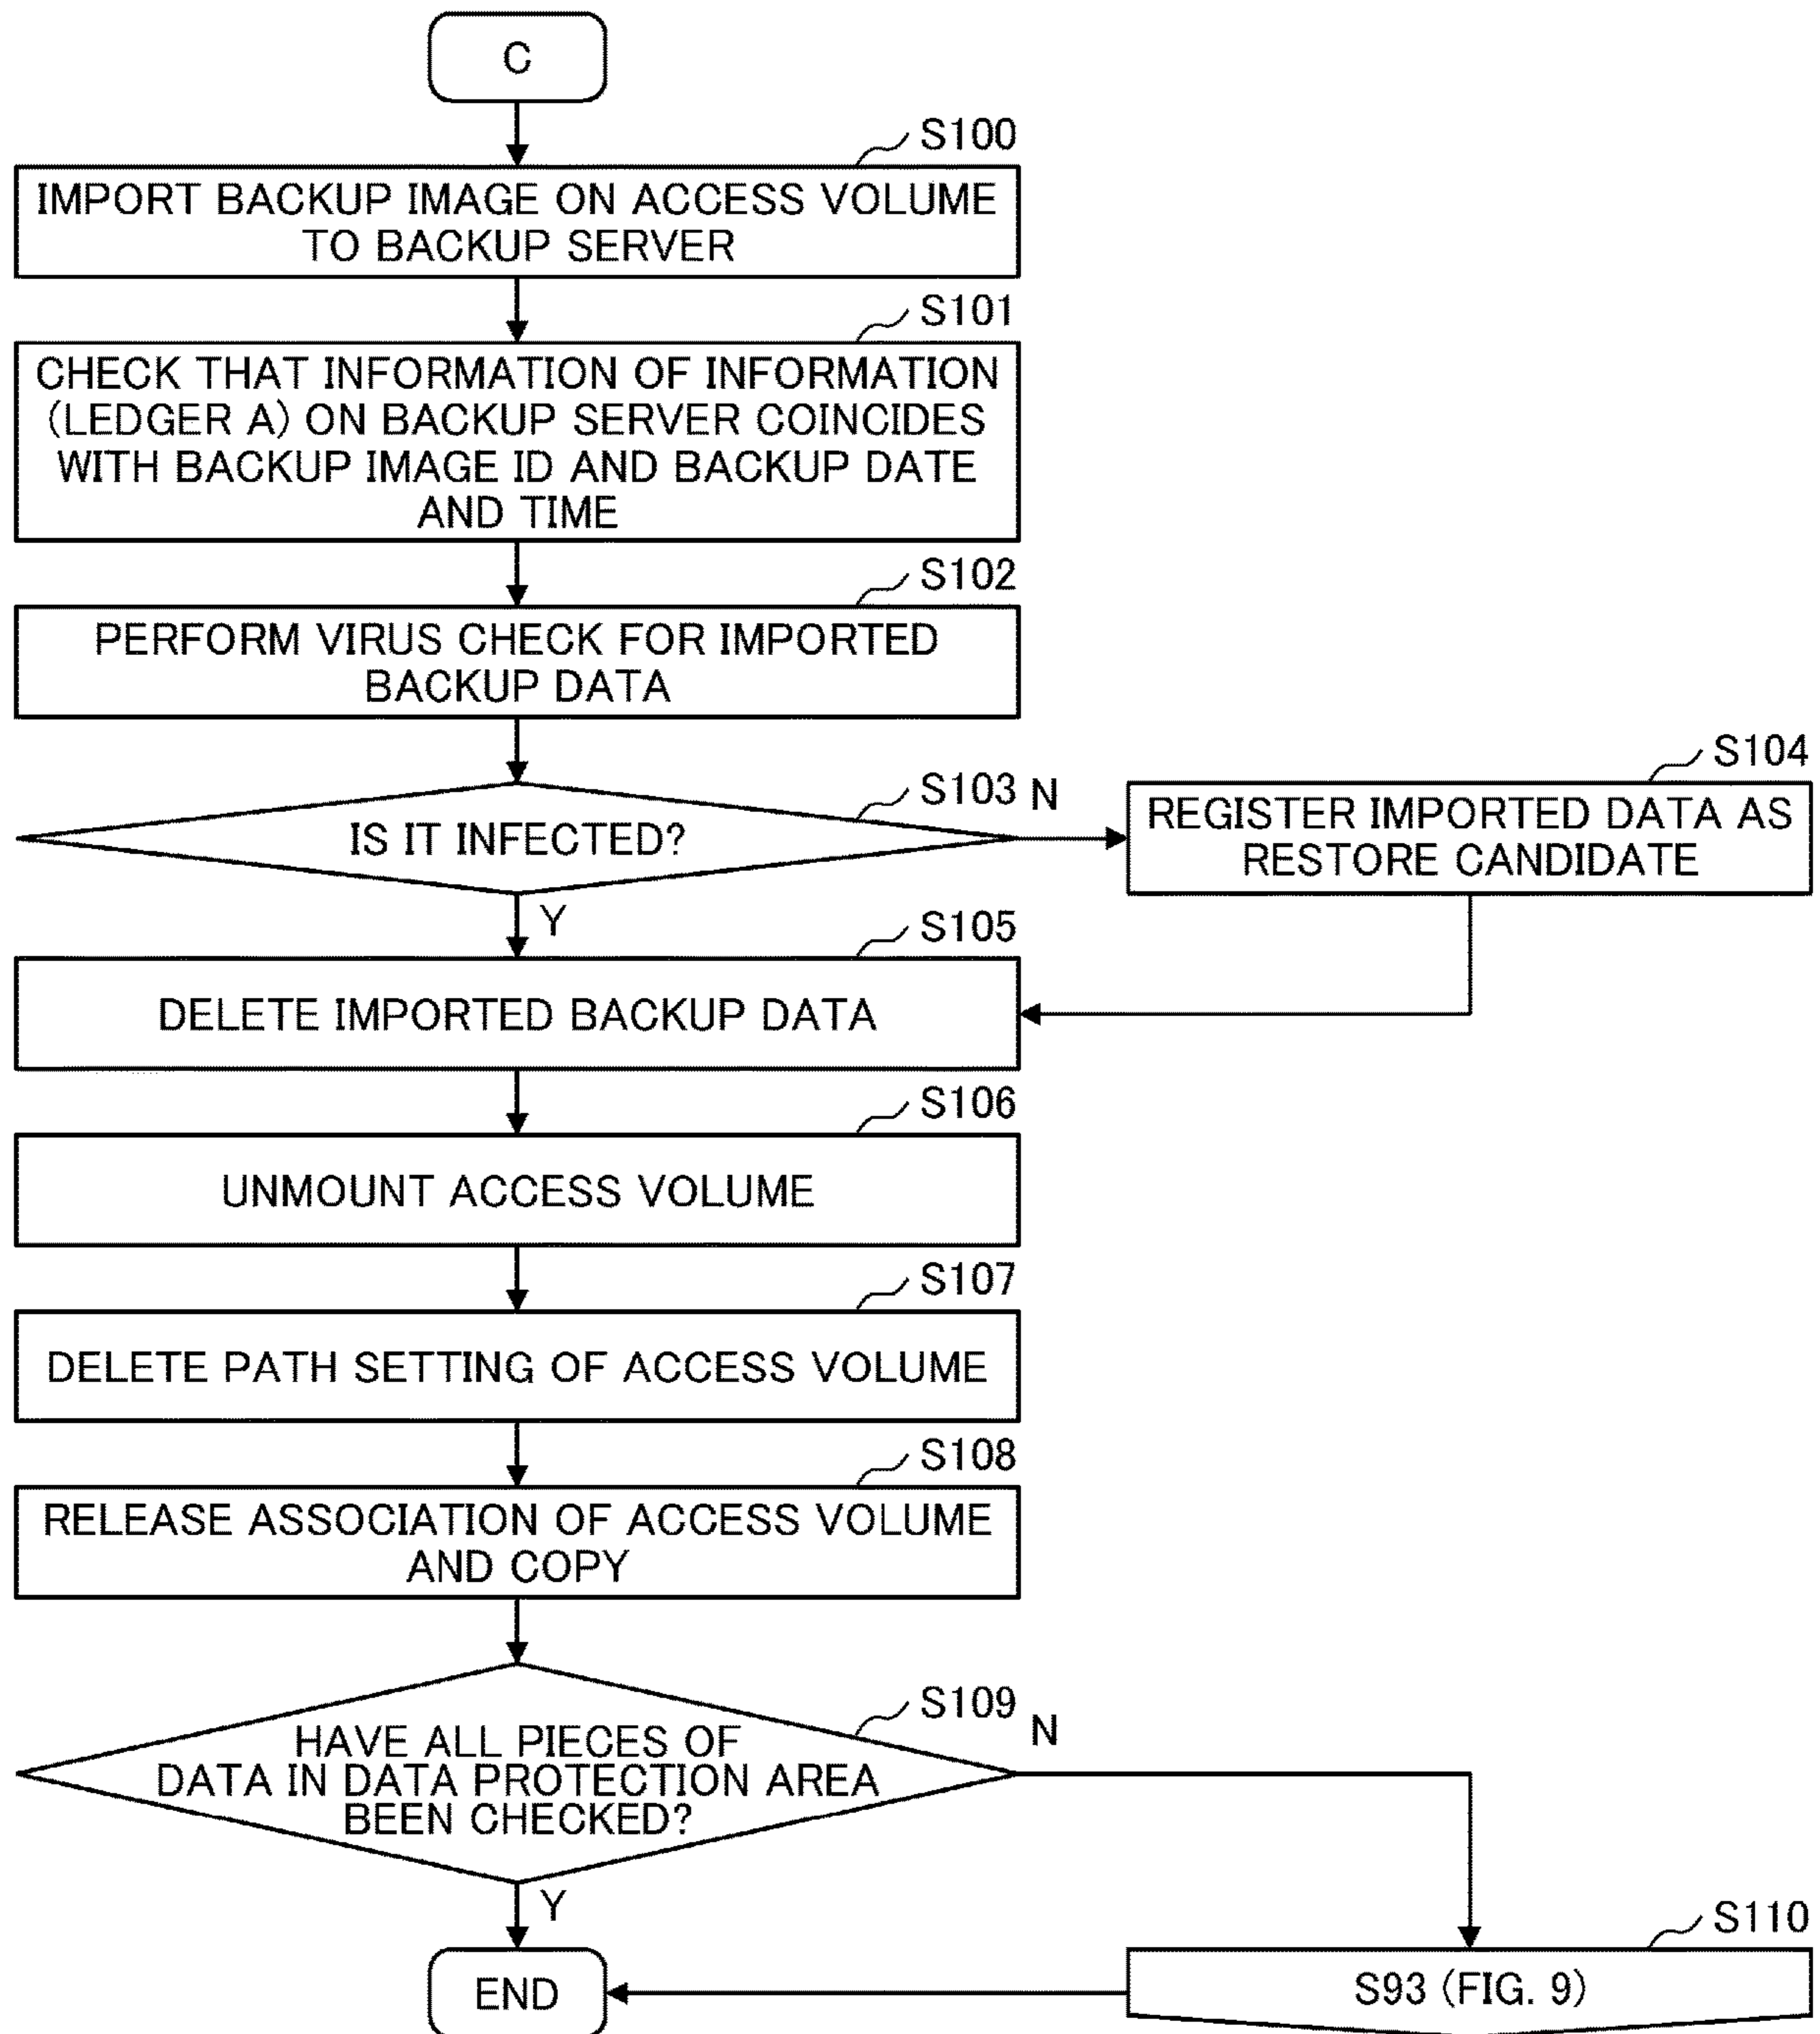 C
S100
IMPORT BACKUP IMAGE ON ACCESS VOLUME
TO BACKUP SERVER
S101
CHECK THAT INFORMATION OF INFORMATION
(LEDGER A) ON BACKUP SERVER COINCIDES
WITH BACKUP IMAGE ID AND BACKUP DATE
AND TIME
S102
PERFORM VIRUS CHECK FOR IMPORTED
BACKUP DATA
S103
IS IT INFECTED?
N
Y
S104
REGISTER IMPORTED DATA AS
RESTORE CANDIDATE
S105
DELETE IMPORTED BACKUP DATA
S106
UNMOUNT ACCESS VOLUME
S107
DELETE PATH SETTING OF ACCESS VOLUME
S108
RELEASE ASSOCIATION OF ACCESS VOLUME
AND COPY
S109
HAVE ALL PIECES OF
DATA IN DATA PROTECTION AREA
BEEN CHECKED?
N
Y
S110
S93 (FIG. 9)
END